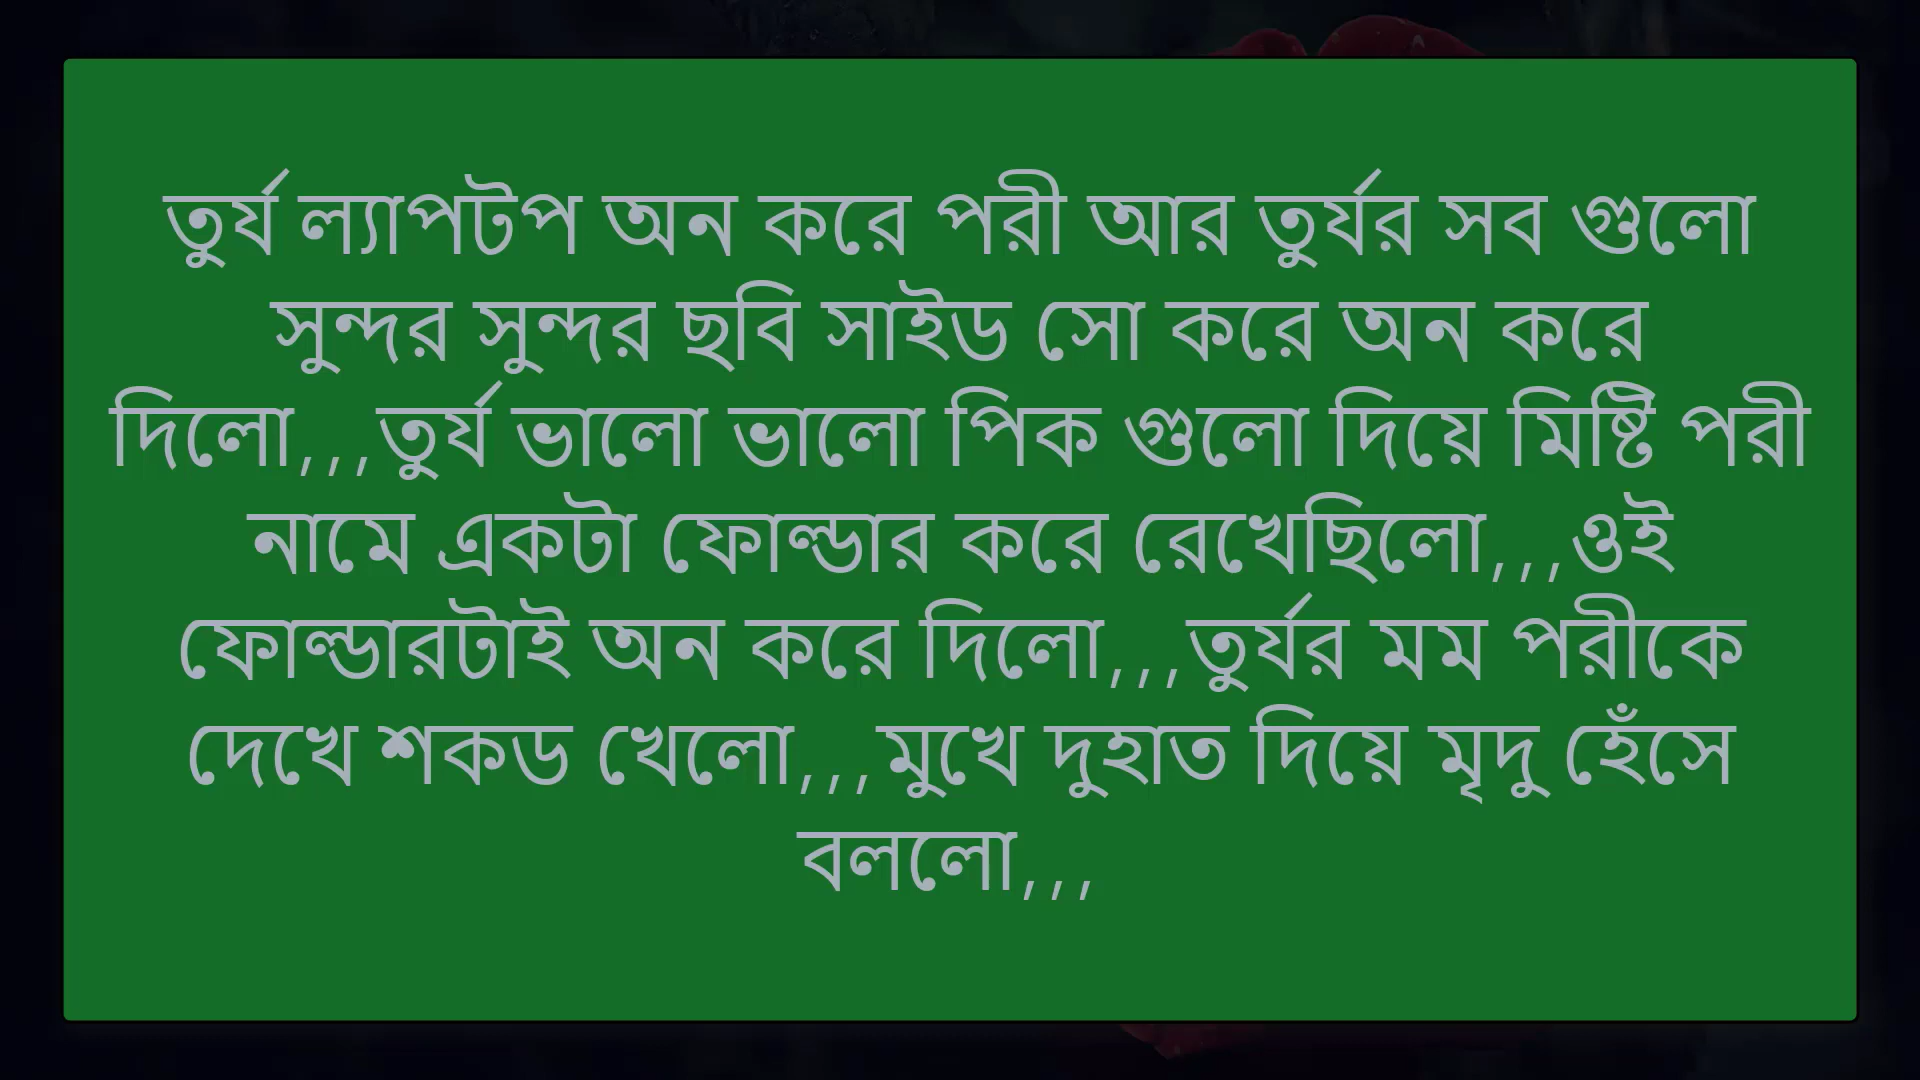 তুর্য ল্যাপটপ অন করে পরী আর তুর্যর সব গুলো
সুন্দর সুন্দর ছবি সাইড সো করে অন করে
দিলো,,,তুর্য ভালো ভালো পিক গুলো দিয়ে মিষ্টি পরী
নামে একটা ফোল্ডার করে রেখেছিলো,,,ওই
ফোল্ডারটাই অন করে দিলো,,,তুর্যর মম পরীকে
দেখে শকড খেলো,,,মুখে দুহাত দিয়ে মৃদু হেঁসে
বললো,,,